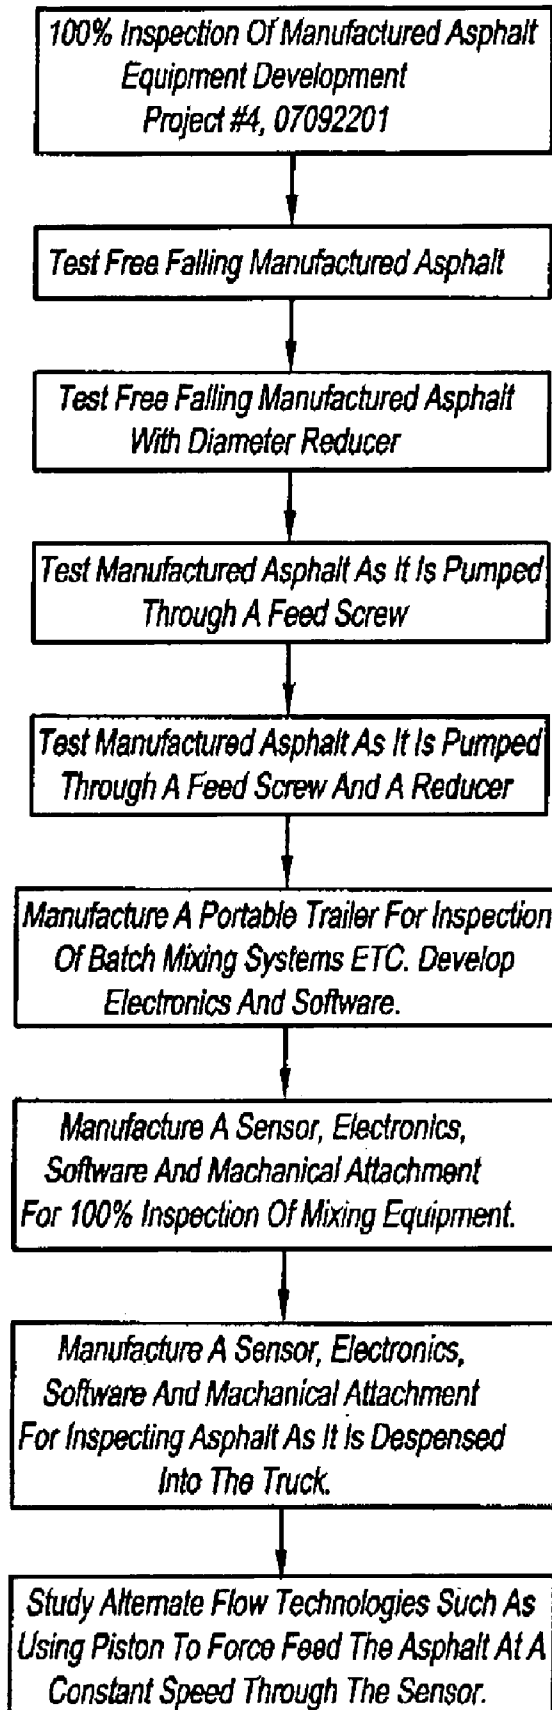 100% Inspection Of Manufactured Asphalt
Equipment Development
Project #4, 07092201
Test Free Falling Manufactured Asphalt
Test Free Falling Manufactured Asphalt
With Diameter Reducer
Test Manufactured Asphalt As It Is Pumped
Through A Feed Screw
Test Manufactured Asphalt As It Is Pumped
Through A Feed Screw And A Reducer
Manufacture A Portable Trailer For Inspection
Of Batch Mixing Systems ETC. Develop
Electronics And Software.
Manufacture A Sensor, Electronics,
Software And Machanical Attachment
For 100% Inspection Of Mixing Equipment.
Manufacture A Sensor, Electronics,
Software And Machanical Attachment
For Inspecting Asphalt As It Is Despensed
Into The Truck.
Study Alternate Flow Technologies Such As
Using Piston To Force Feed The Asphalt At A
Constant Speed Through The Sensor.